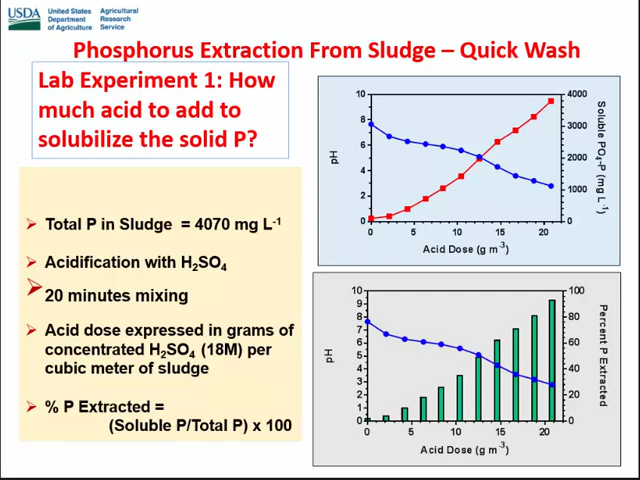 USDA
United States
Department
of Agriculture
Agricultural
Research
Service
Phosphorus Extraction From Sludge – Quick Wash
Lab Experiment 1: How
much acid to add to
solubilize the solid P?
Total P in Sludge = 4070 mg L⁻¹
Acidification with H₂SO₄
20 minutes mixing
Acid dose expressed in grams of
concentrated H₂SO₄ (18M) per
cubic meter of sludge
% P Extracted =
(Soluble P/Total P) x 100
pH
10
8
6
4
2
0
4000
3000
2000
1000
0
Soluble PO₄-P (mg L⁻¹)
0 5 10 15 20
Acid Dose (g m⁻³)
pH
10
9
8
7
6
5
4
3
2
1
0
100
80
60
40
20
0
Percent P Extracted
0 5 10 15 20
Acid Dose (g m⁻³)